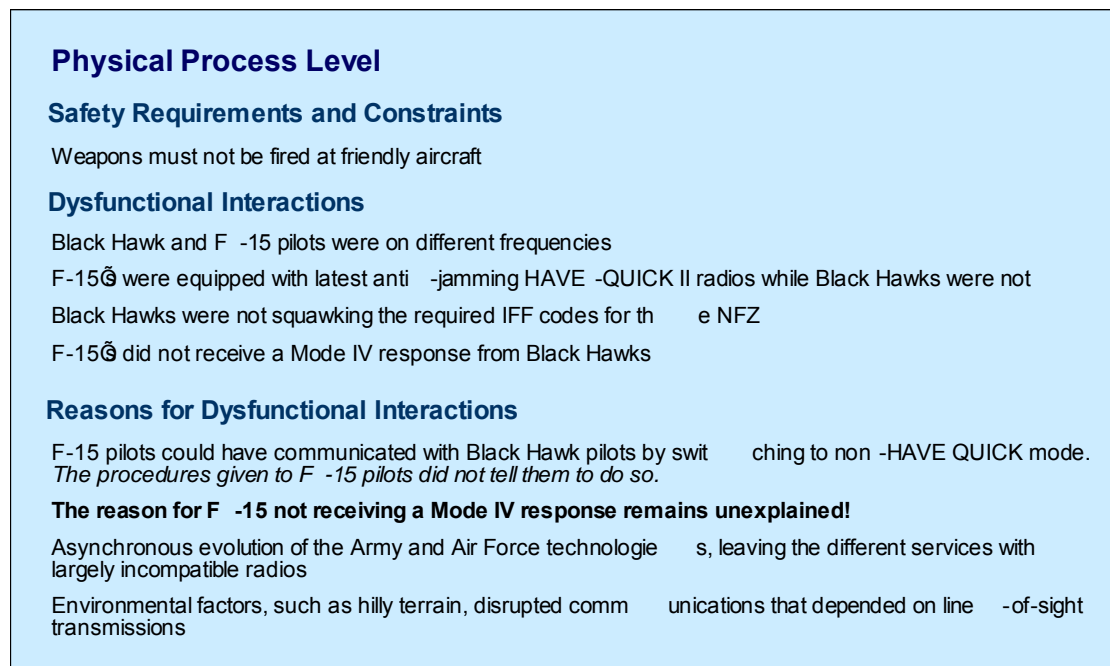 Physical Process Level
Safety Requirements and Constraints
Weapons must not be fired at friendly aircraft
Dysfunctional Interactions
Black Hawk and F -15 pilots were on different frequencies
F-15Õs were equipped with latest anti -jamming HAVE -QUICK II radios while Black Hawks were not
Black Hawks were not squawking the required IFF codes for th e NFZ
F-15Õs did not receive a Mode IV response from Black Hawks
Reasons for Dysfunctional Interactions
F-15 pilots could have communicated with Black Hawk pilots by swit ching to non -HAVE QUICK mode.
The procedures given to F -15 pilots did not tell them to do so.
The reason for F -15 not receiving a Mode IV response remains unexplained!
Asynchronous evolution of the Army and Air Force technologie s, leaving the different services with
largely incompatible radios
Environmental factors, such as hilly terrain, disrupted comm unications that depended on line -of-sight
transmissions